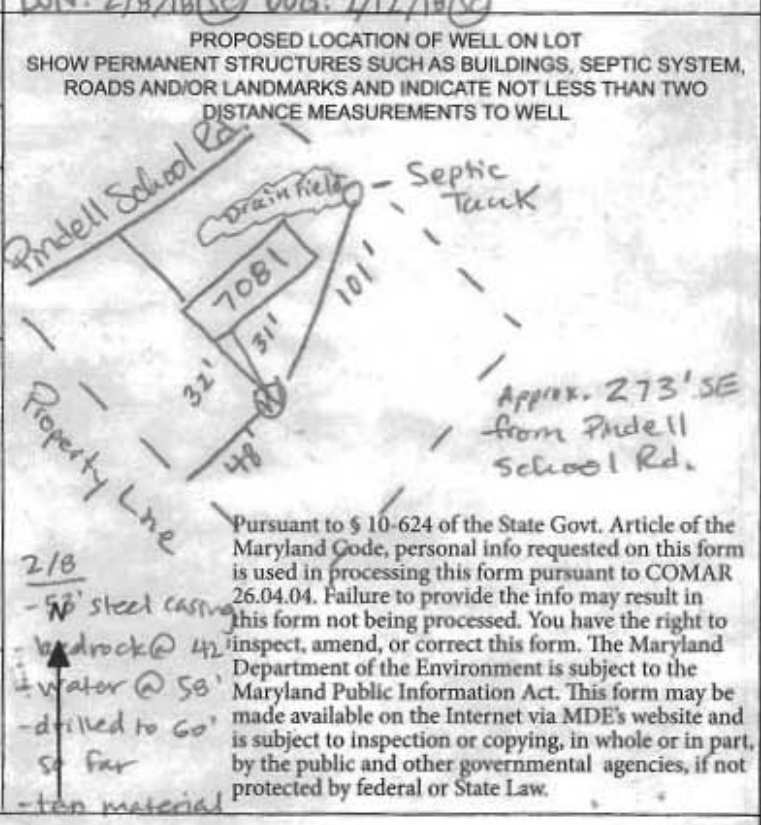 PROPOSED LOCATION OF WELL ON LOT
SHOW PERMANENT STRUCTURES SUCH AS BUILDINGS, SEPTIC SYSTEM,
ROADS AND/OR LANDMARKS AND INDICATE NOT LESS THAN TWO
DISTANCE MEASUREMENTS TO WELL
Pindell School Rd.
Drainfield
Septic
Tank
7081
101'
31'
32'
48'
Property Line
Approx. 273' SE
from Pindell
School Rd.
Pursuant to § 10-624 of the State Govt. Article of the
Maryland Code, personal info requested on this form
is used in processing this form pursuant to COMAR
26.04.04. Failure to provide the info may result in
this form not being processed. You have the right to
inspect, amend, or correct this form. The Maryland
Department of the Environment is subject to the
Maryland Public Information Act. This form may be
made available on the Internet via MDE's website and
is subject to inspection or copying, in whole or in part,
by the public and other governmental agencies, if not
protected by federal or State Law.
2/8
N
steel casing
bedrock @ 42'
- water @ 58'
- drilled to 60'
so far
- tan material